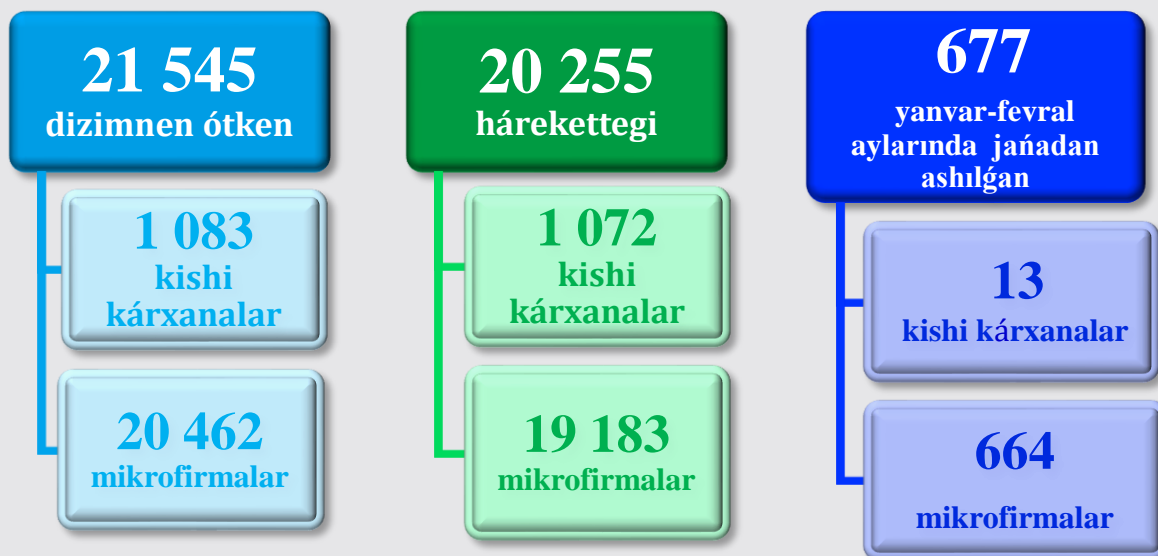 21 545
dizimnen ótken
1 083
kishi
kárxanalar
20 462
mikrofirmalar
20 255
hárekettegi
1 072
kishi
kárxanalar
19 183
mikrofirmalar
677
yanvar-fevral
aylarında jańadan
ashılǵan
13
kishi kárxanalar
664
mikrofirmalar